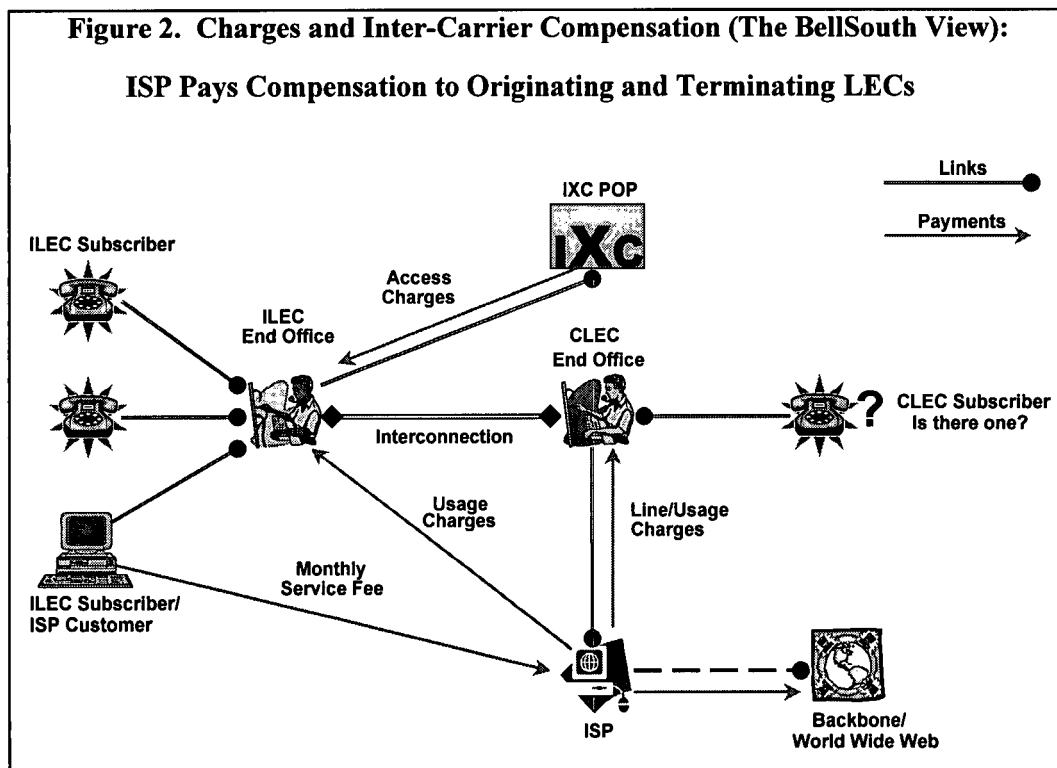 Figure 2. Charges and Inter-Carrier Compensation (The BellSouth View):
ISP Pays Compensation to Originating and Terminating LECs
Links
Payments
IXC POP
IXC
ILEC Subscriber
Access
Charges
ILEC
End Office
CLEC
End Office
Interconnection
?
CLEC Subscriber
Is there one?
Usage
Charges
Line/Usage
Charges
Monthly
Service Fee
ILEC Subscriber/
ISP Customer
ISP
Backbone/
World Wide Web